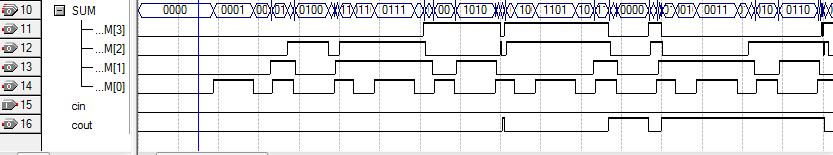 10 SUM 0000 0001 00 01 0100 11 111 0111 00 1010 10 1101 10 0000 01 0011 10 0110
11 ...M[3]
12 ...M[2]
13 ...M[1]
14 ...M[0]
15 cin
16 cout